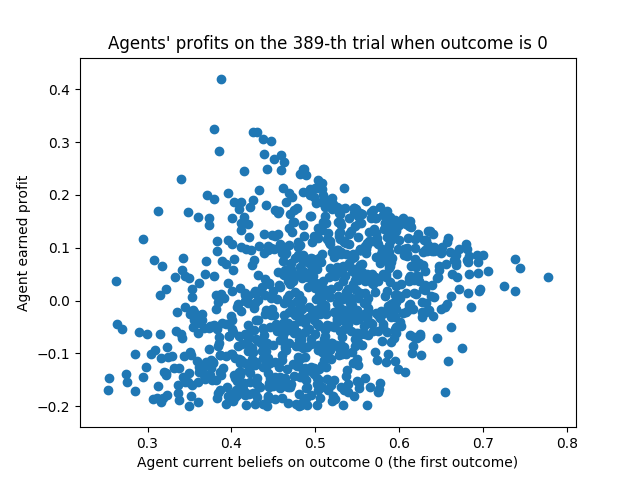 Agents' profits on the 389-th trial when outcome is 0
0.4
0.3
0.2
0.1
0.0
−0.1
−0.2
Agent earned profit
0.3 0.4 0.5 0.6 0.7 0.8
Agent current beliefs on outcome 0 (the first outcome)